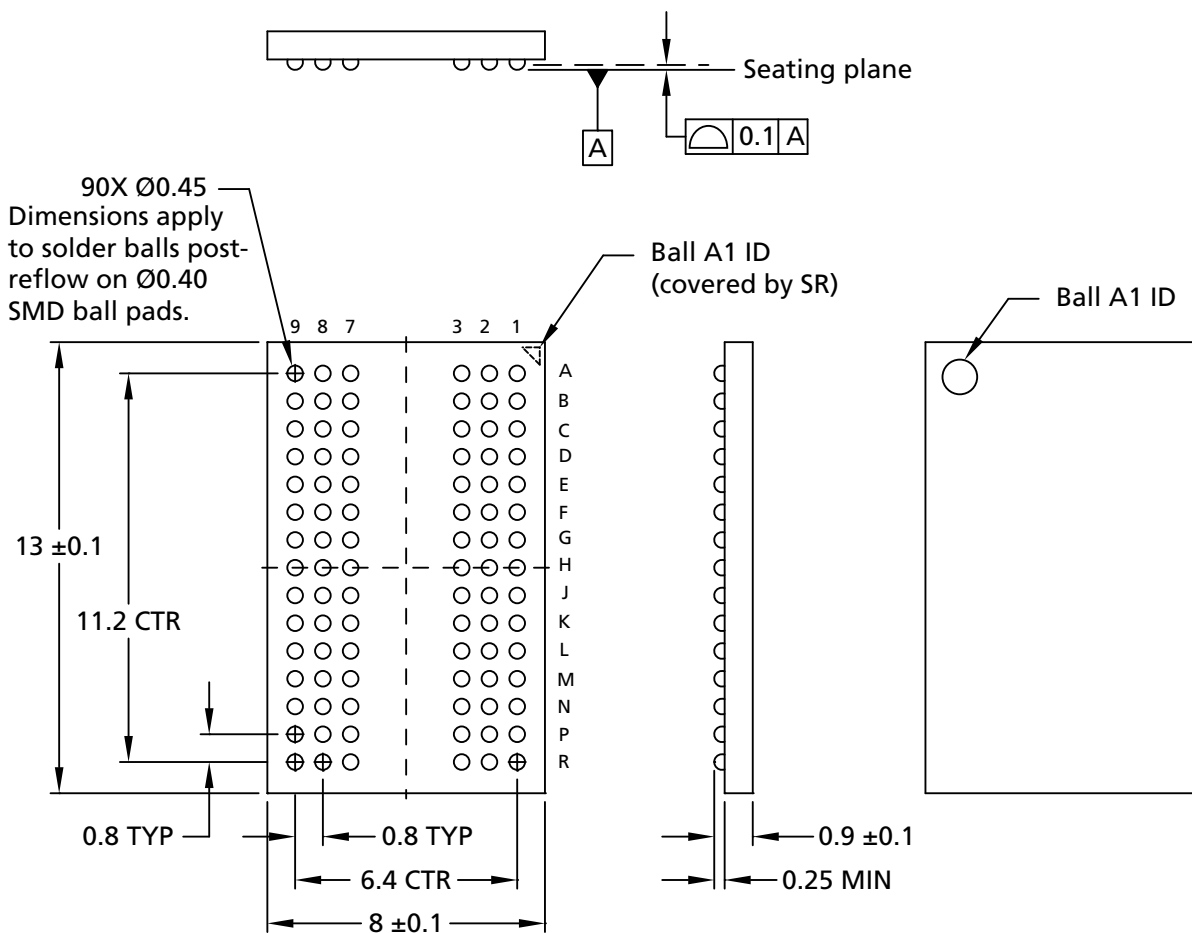 Seating plane
0.1 A
A
90X Ø0.45
Dimensions apply
to solder balls post-
reflow on Ø0.40
SMD ball pads.
Ball A1 ID
(covered by SR)
Ball A1 ID
9 8 7 3 2 1
A
B
C
D
E
F
G
H
J
K
L
M
N
P
R
13 ±0.1
11.2 CTR
0.8 TYP
0.8 TYP
0.9 ±0.1
6.4 CTR
0.25 MIN
8 ±0.1